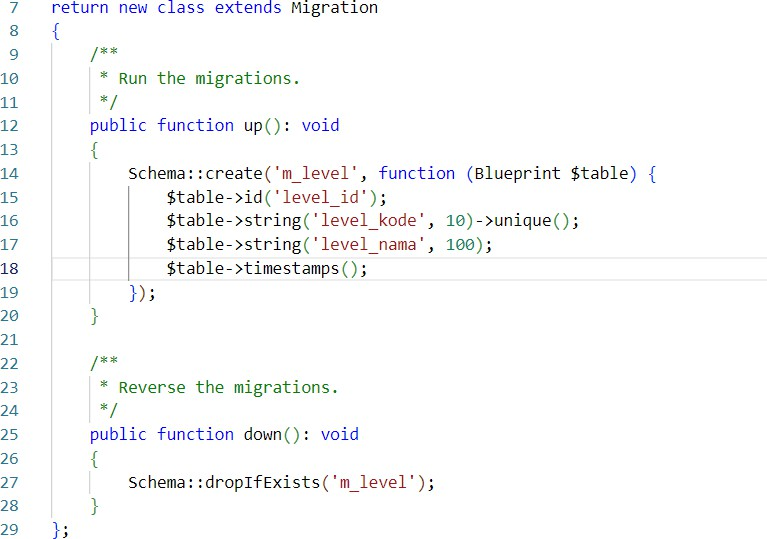 7 return new class extends Migration
8 {
9     /**
10      * Run the migrations.
11      */
12     public function up(): void
13     {
14         Schema::create('m_level', function (Blueprint $table) {
15             $table->id('level_id');
16             $table->string('level_kode', 10)->unique();
17             $table->string('level_nama', 100);
18             $table->timestamps();
19         });
20     }
21
22     /**
23      * Reverse the migrations.
24      */
25     public function down(): void
26     {
27         Schema::dropIfExists('m_level');
28     }
29 };